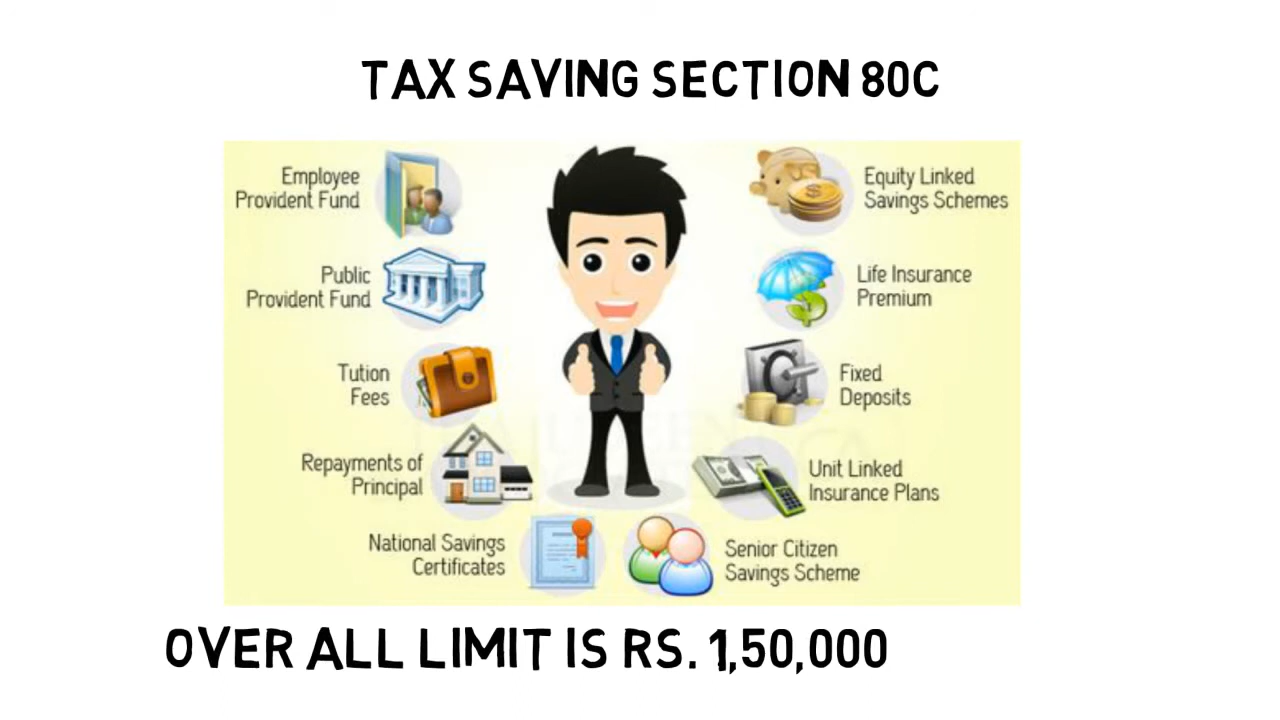 TAX SAVING SECTION 80C
Employee
Provident Fund
Public
Provident Fund
Tution
Fees
Repayments of
Principal
National Savings
Certificates
Equity Linked
Savings Schemes
Life Insurance
Premium
Fixed
Deposits
Unit Linked
Insurance Plans
Senior Citizen
Savings Scheme
OVER ALL LIMIT IS RS. 1,50,000